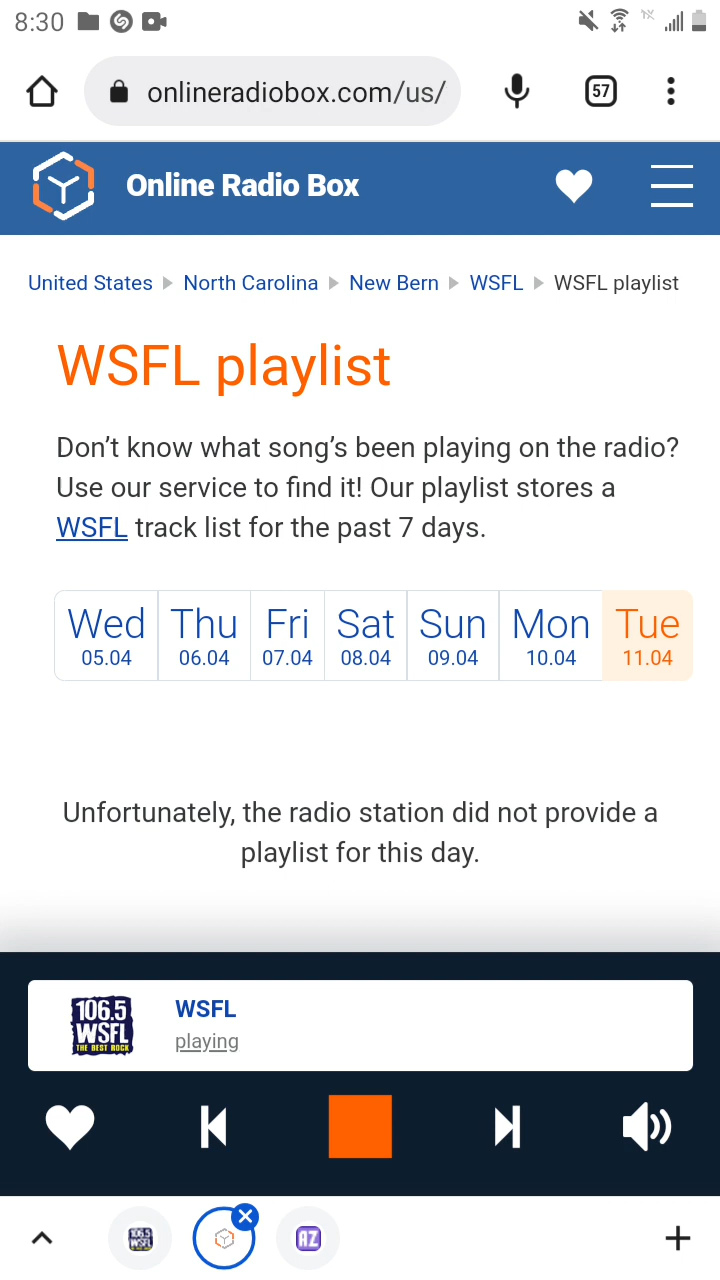 8:30
onlineradiobox.com/us/
57
Online Radio Box
United States North Carolina New Bern WSFL WSFL playlist
WSFL playlist
Don't know what song's been playing on the radio?
Use our service to find it! Our playlist stores a
WSFL track list for the past 7 days.
Wed Thu Fri Sat Sun Mon Tue
05.04 06.04 07.04 08.04 09.04 10.04 11.04
Unfortunately, the radio station did not provide a
playlist for this day.
106.5
WSFL
THE BEST ROCK
WSFL
playing
106.5
WSFL
AZ